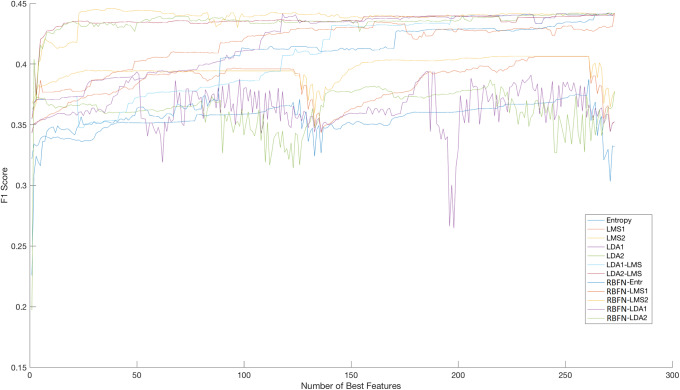 0.45
0.4
0.35
0.3
0.25
0.2
0.15
F1 Score
0
50
100
150
200
250
300
Number of Best Features
Entropy
LMS1
LMS2
LDA1
LDA2
LDA1-LMS
LDA2-LMS
RBFN-Entr
RBFN-LMS1
RBFN-LMS2
RBFN-LDA1
RBFN-LDA2